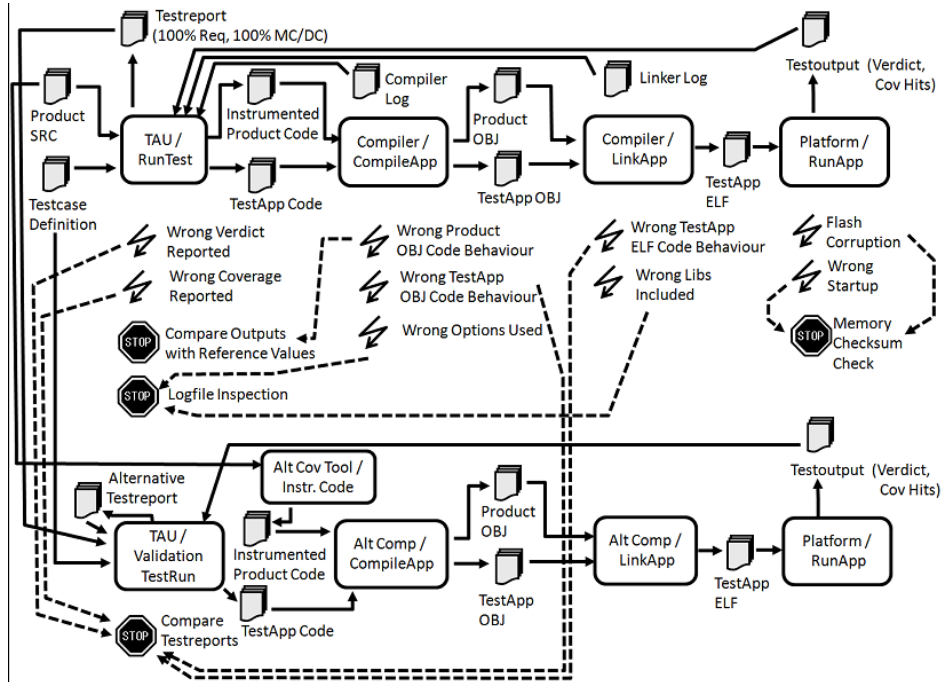 Testreport
(100% Req, 100% MC/DC)
Product
SRC
Testcase
Definition
TAU /
RunTest
Instrumented
Product Code
TestApp Code
Compiler
Log
Compiler /
CompileApp
Product
OBJ
TestApp OBJ
Linker Log
Compiler /
LinkApp
TestApp
ELF
Platform /
RunApp
Testoutput (Verdict,
Cov Hits)
Wrong Verdict
Reported
Wrong Coverage
Reported
Wrong Product
OBJ Code Behaviour
Wrong TestApp
OBJ Code Behaviour
Wrong Options Used
Wrong TestApp
ELF Code Behaviour
Wrong Libs
Included
Flash
Corruption
Wrong
Startup
STOP
Compare Outputs
with Reference Values
STOP
Logfile Inspection
STOP
Memory
Checksum
Check
Alternative
Testreport
TAU /
Validation
TestRun
Alt Cov Tool /
Instr. Code
Instrumented
Product Code
TestApp Code
Alt Comp /
CompileApp
Product
OBJ
TestApp
OBJ
Alt Comp /
LinkApp
TestApp
ELF
Platform /
RunApp
Testoutput (Verdict,
Cov Hits)
STOP
Compare
Testreports